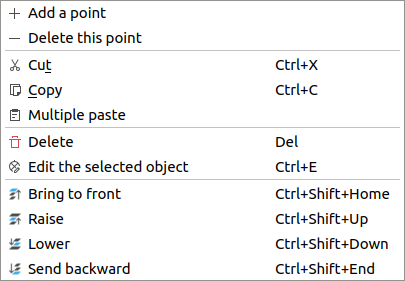 Add a point
Delete this point
Cut Ctrl+X
Copy Ctrl+C
Multiple paste
Delete Del
Edit the selected object Ctrl+E
Bring to front Ctrl+Shift+Home
Raise Ctrl+Shift+Up
Lower Ctrl+Shift+Down
Send backward Ctrl+Shift+End